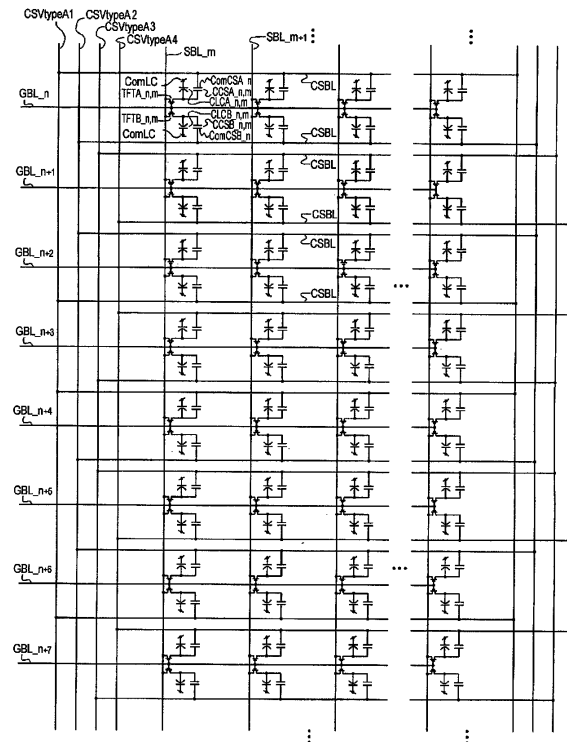 CSVtypeA1
CSVtypeA2
CSVtypeA3
CSVtypeA4
SBL_m
SBL_m+1
GBL_n
ComLC
ComCSA_n
TFTA_n,m
CCSA_n,m
CLCA_n,m
CSBL
TFTB_n,m
CLCB_n,m
CCSB_n,m
ComLC
ComCSB_n
CSBL
CSBL
GBL_n+1
CSBL
CSBL
GBL_n+2
CSBL
GBL_n+3
GBL_n+4
GBL_n+5
GBL_n+6
GBL_n+7